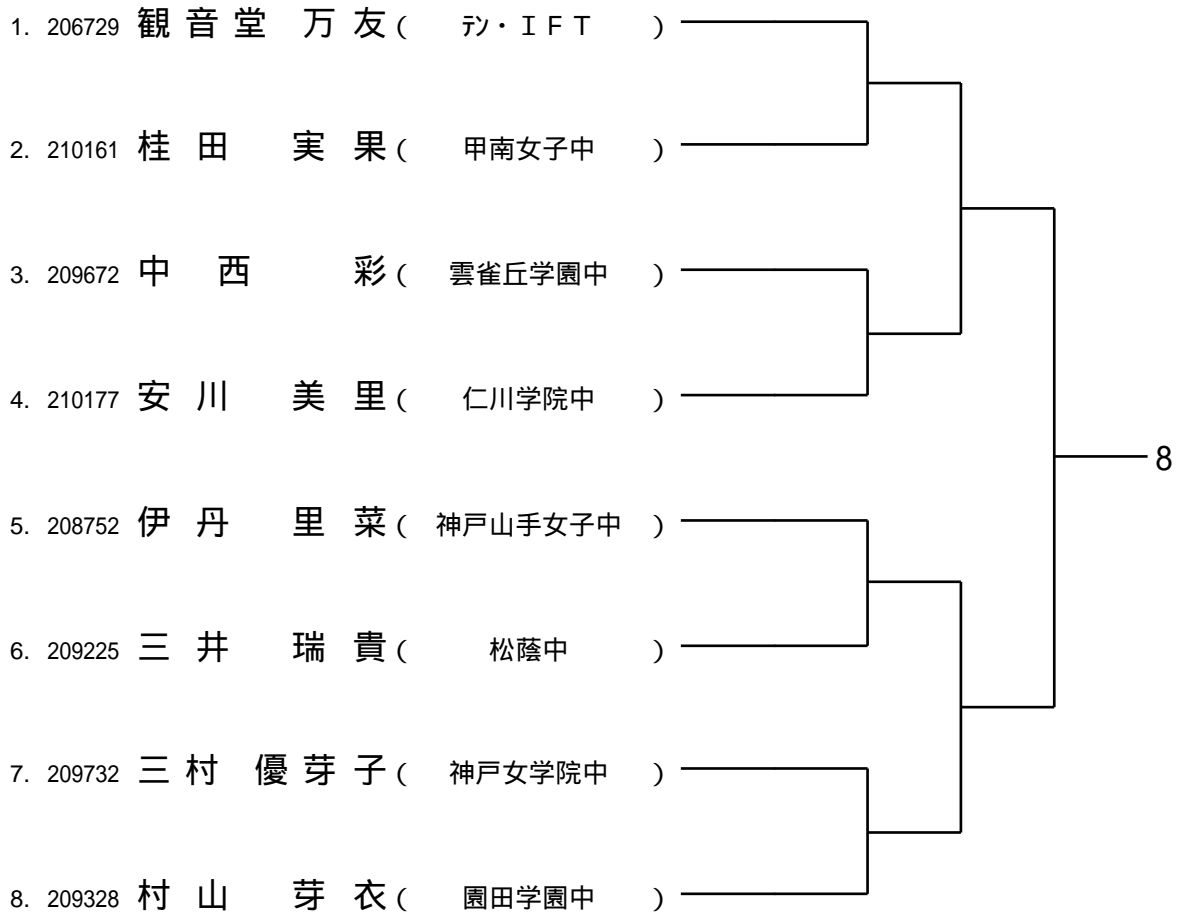 1. 206729 観音堂 万友( テン・IFT )
2. 210161 桂田 実果( 甲南女子中 )
3. 209672 中西 彩( 雲雀丘学園中 )
4. 210177 安川 美里( 仁川学院中 )
8
5. 208752 伊丹 里菜( 神戸山手女子中 )
6. 209225 三井 瑞貴( 松蔭中 )
7. 209732 三村 優芽子( 神戸女学院中 )
8. 209328 村山 芽衣( 園田学園中 )